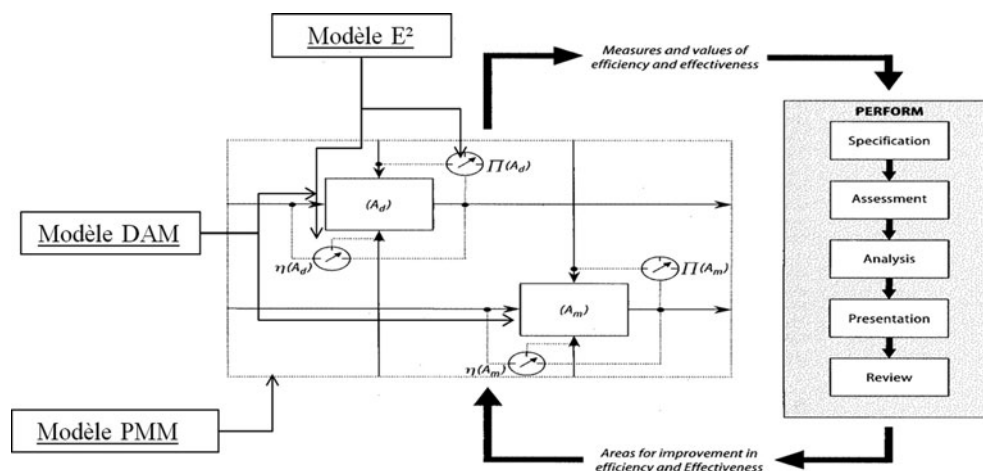 Modèle E²
Measures and values of
efficiency and effectiveness
PERFORM
Specification
Assessment
Analysis
Presentation
Review
Π(A_d)
(A_d)
Modèle DAM
η(A_d)
Π(A_m)
(A_m)
η(A_m)
Modèle PMM
Areas for improvement in
efficiency and Effectiveness